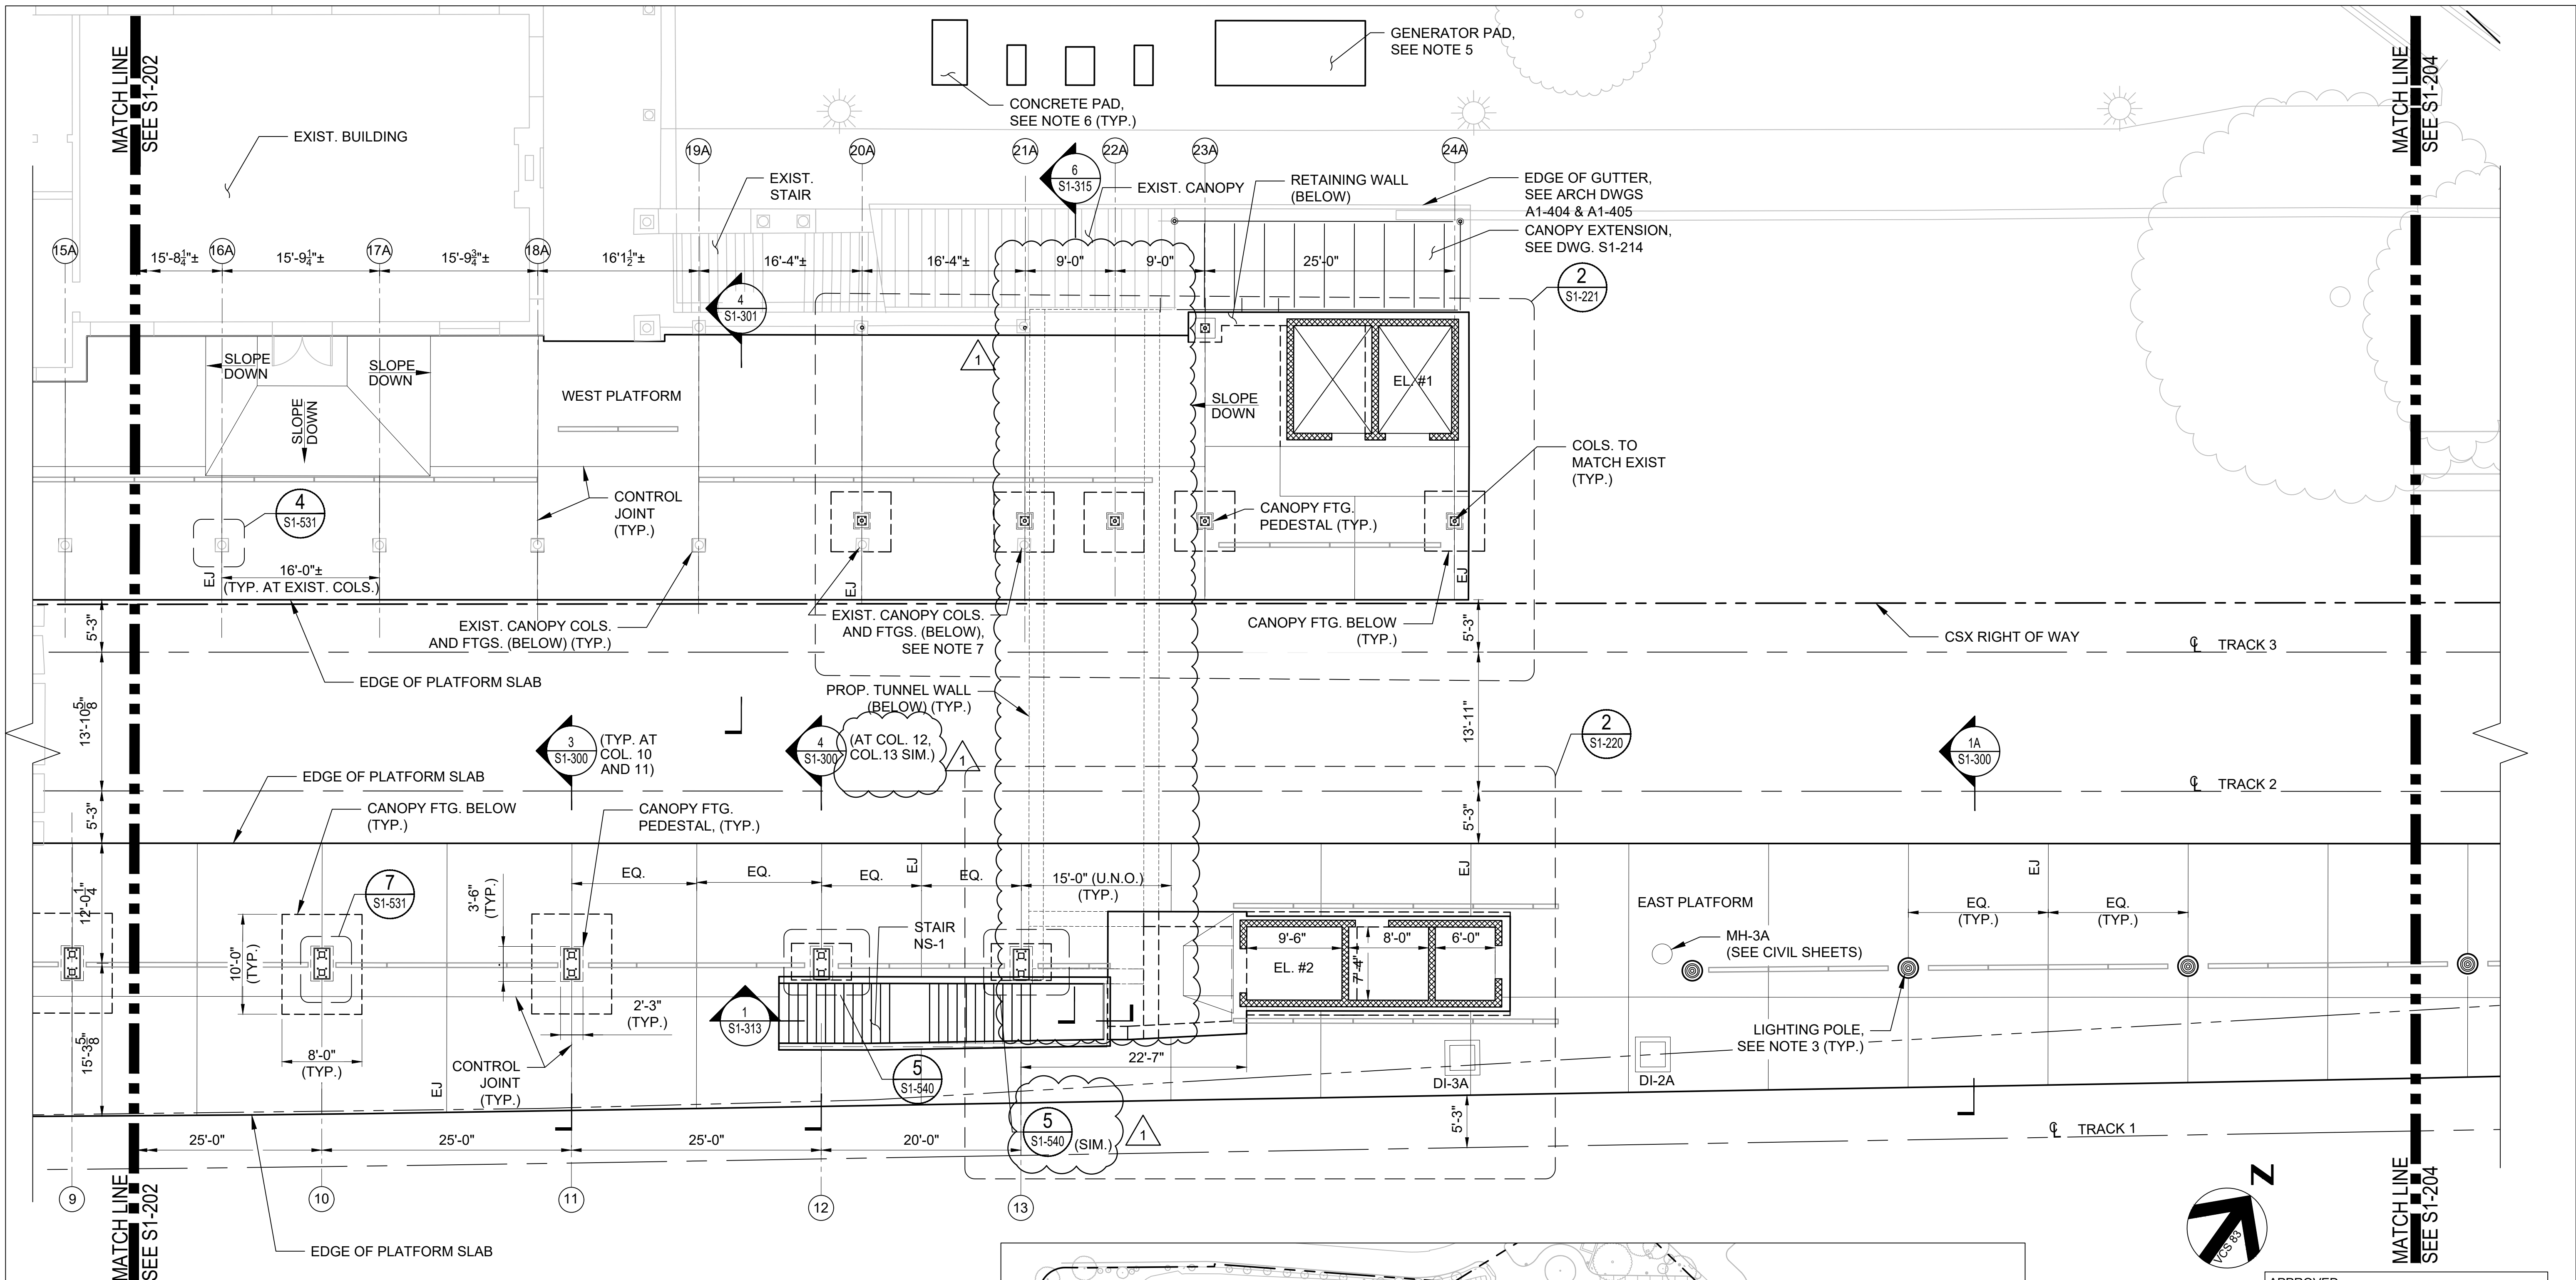 MATCH LINE
SEE S1-202
EXIST. BUILDING
CONCRETE PAD,
SEE NOTE 6 (TYP.)
GENERATOR PAD,
SEE NOTE 5
MATCH LINE
SEE S1-204
19A
20A
21A
22A
23A
24A
6
S1-315
EXIST.
STAIR
EXIST. CANOPY
RETAINING WALL
(BELOW)
EDGE OF GUTTER,
SEE ARCH DWGS
A1-404 & A1-405
CANOPY EXTENSION,
SEE DWG. S1-214
15A
16A
17A
18A
15'-8 1/4"±
15'-9 1/4"±
15'-9 3/4"±
16'1 1/2"±
16'-4"±
16'-4"±
9'-0"
9'-0"
25'-0"
2
S1-221
4
S1-301
1
SLOPE
DOWN
SLOPE
DOWN
SLOPE
DOWN
WEST PLATFORM
SLOPE
DOWN
EL. #1
COLS. TO
MATCH EXIST
(TYP.)
4
S1-531
CONTROL
JOINT
(TYP.)
CANOPY FTG.
PEDESTAL (TYP.)
EJ
16'-0"±
(TYP. AT EXIST. COLS.)
EJ
EJ
5'-3"
EXIST. CANOPY COLS.
AND FTGS. (BELOW) (TYP.)
EXIST. CANOPY COLS.
AND FTGS. (BELOW),
SEE NOTE 7
CANOPY FTG. BELOW
(TYP.)
5'-3"
CSX RIGHT OF WAY
℄ TRACK 3
EDGE OF PLATFORM SLAB
PROP. TUNNEL WALL
(BELOW) (TYP.)
13'-10 5/8"
13'-11"
3
S1-300
(TYP. AT
COL. 10
AND 11)
4
S1-300
(AT COL. 12,
COL.13 SIM.)
1
2
S1-220
1A
S1-300
EDGE OF PLATFORM SLAB
℄ TRACK 2
5'-3"
5'-3"
CANOPY FTG. BELOW
(TYP.)
CANOPY FTG.
PEDESTAL, (TYP.)
12'-0 1/4"
7
S1-531
3'-6"
(TYP.)
EQ.
EQ.
EQ.
EJ
EQ.
15'-0" (U.N.O.)
(TYP.)
EJ
EJ
EAST PLATFORM
EQ.
(TYP.)
EQ.
(TYP.)
STAIR
NS-1
9'-6"
8'-0"
6'-0"
EL. #2
7'-4"
MH-3A
(SEE CIVIL SHEETS)
10'-0"
(TYP.)
2'-3"
(TYP.)
1
S1-313
15'-3 5/8"
8'-0"
(TYP.)
CONTROL
JOINT
(TYP.)
EJ
5
S1-540
22'-7"
DI-3A
DI-2A
LIGHTING POLE,
SEE NOTE 3 (TYP.)
5
S1-540
(SIM.)
1
5'-3"
℄ TRACK 1
25'-0"
25'-0"
25'-0"
20'-0"
9
10
11
12
13
EDGE OF PLATFORM SLAB
MATCH LINE
SEE S1-202
N
VCS 83
MATCH LINE
SEE S1-204